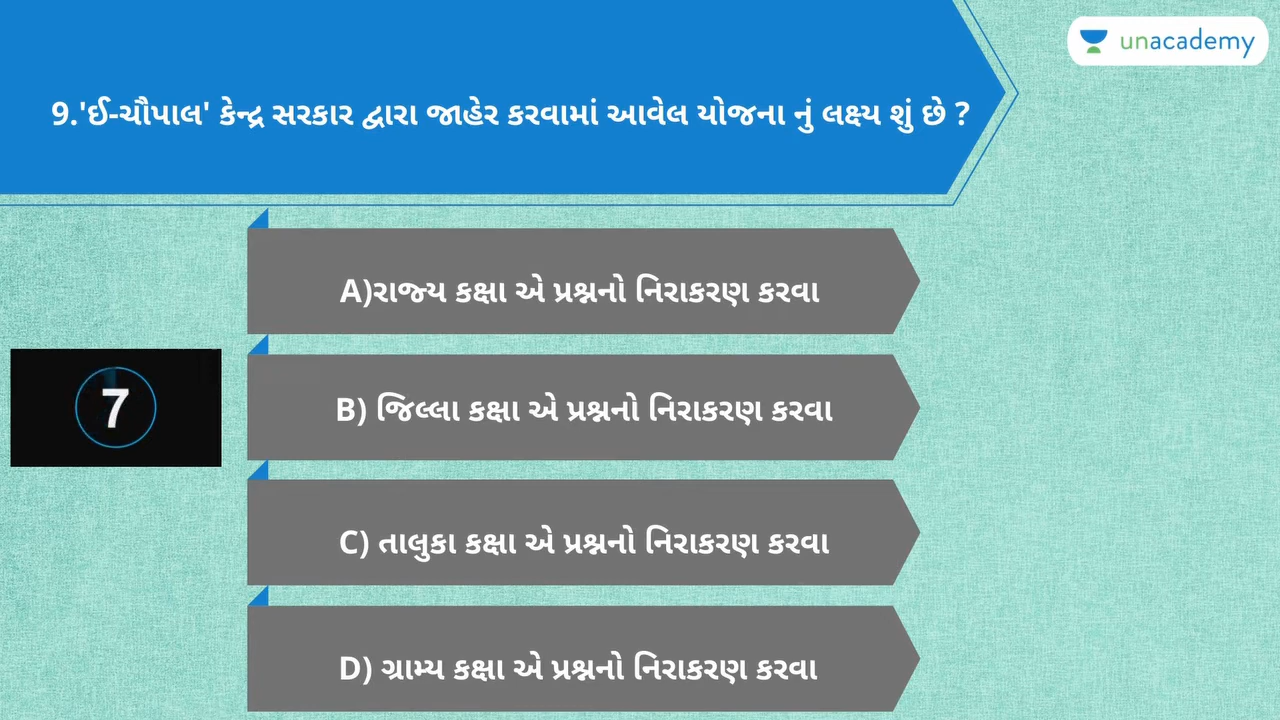 unacademy
9.'ઈ-ચૌપાલ' કેન્દ્ર સરકાર દ્વારા જાહેર કરવામાં આવેલ યોજના નું લક્ષ્ય શું છે ?
A)રાજ્ય કક્ષા એ પ્રશ્નનો નિરાકરણ કરવા
B) જિલ્લા કક્ષા એ પ્રશ્નનો નિરાકરણ કરવા
7
C) તાલુકા કક્ષા એ પ્રશ્નનો નિરાકરણ કરવા
D) ગ્રામ્ય કક્ષા એ પ્રશ્નનો નિરાકરણ કરવા